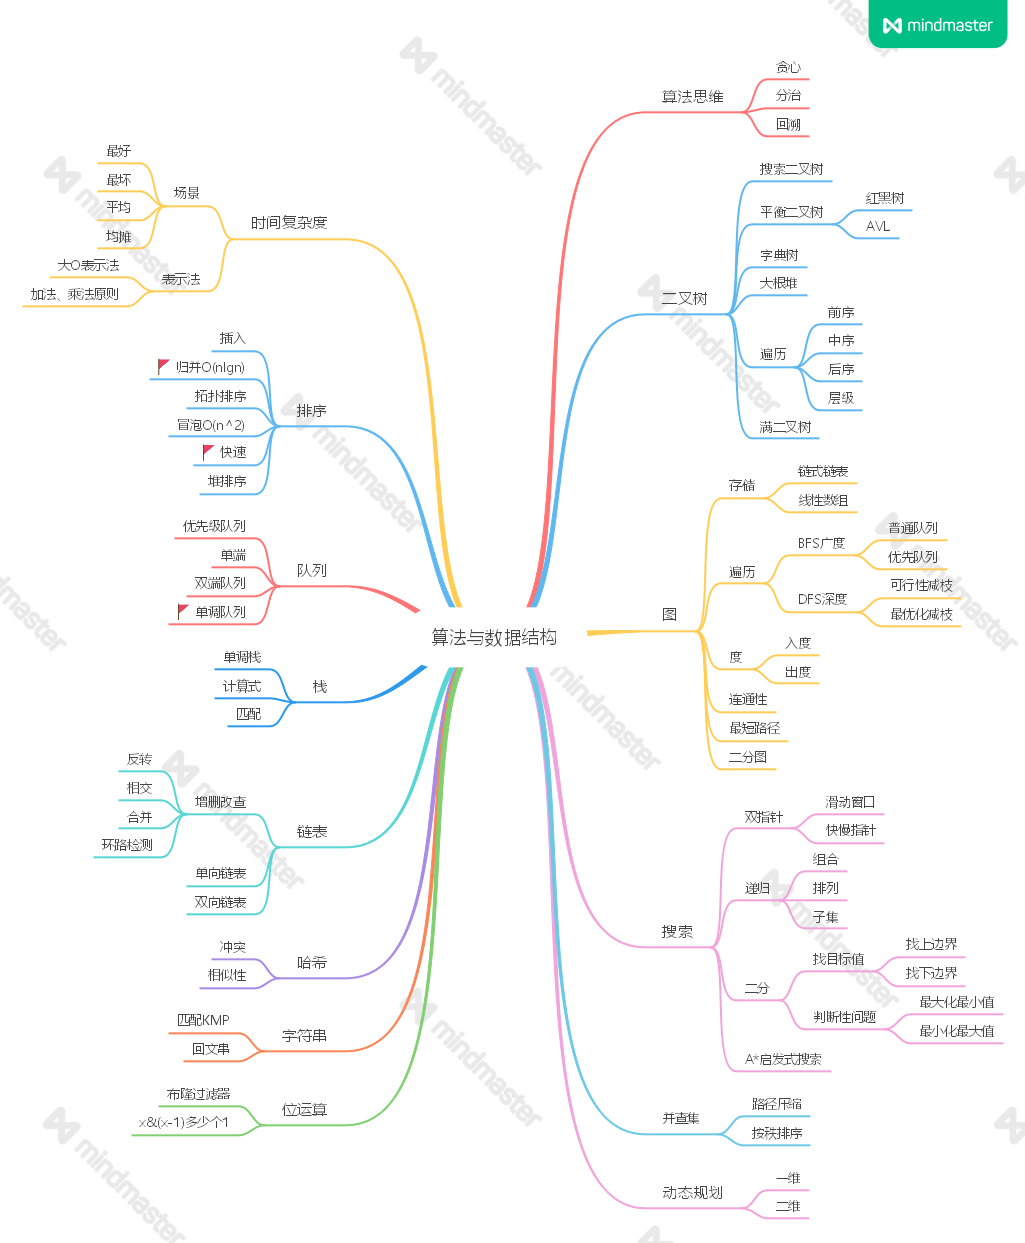 mindmaster
算法与数据结构
时间复杂度
场景
最好
最坏
平均
均摊
表示法
大O表示法
加法、乘法原则
排序
插入
归并O(nlgn)
拓扑排序
冒泡O(n^2)
快速
堆排序
队列
优先级队列
单端
双端队列
单调队列
栈
单调栈
计算式
匹配
链表
增删改查
反转
相交
合并
环路检测
单向链表
双向链表
哈希
冲突
相似性
字符串
匹配KMP
回文串
位运算
布隆过滤器
x&(x-1)多少个1
算法思维
贪心
分治
回溯
二叉树
搜索二叉树
平衡二叉树
红黑树
AVL
字典树
大根堆
遍历
前序
中序
后序
层级
满二叉树
图
存储
链式链表
线性数组
遍历
BFS广度
普通队列
优先队列
DFS深度
可行性减枝
最优化减枝
度
入度
出度
连通性
最短路径
二分图
搜索
双指针
滑动窗口
快慢指针
递归
组合
排列
子集
二分
找目标值
找上边界
找下边界
判断性问题
最大化最小值
最小化最大值
A*启发式搜索
并查集
路径压缩
按秩排序
动态规划
一维
二维